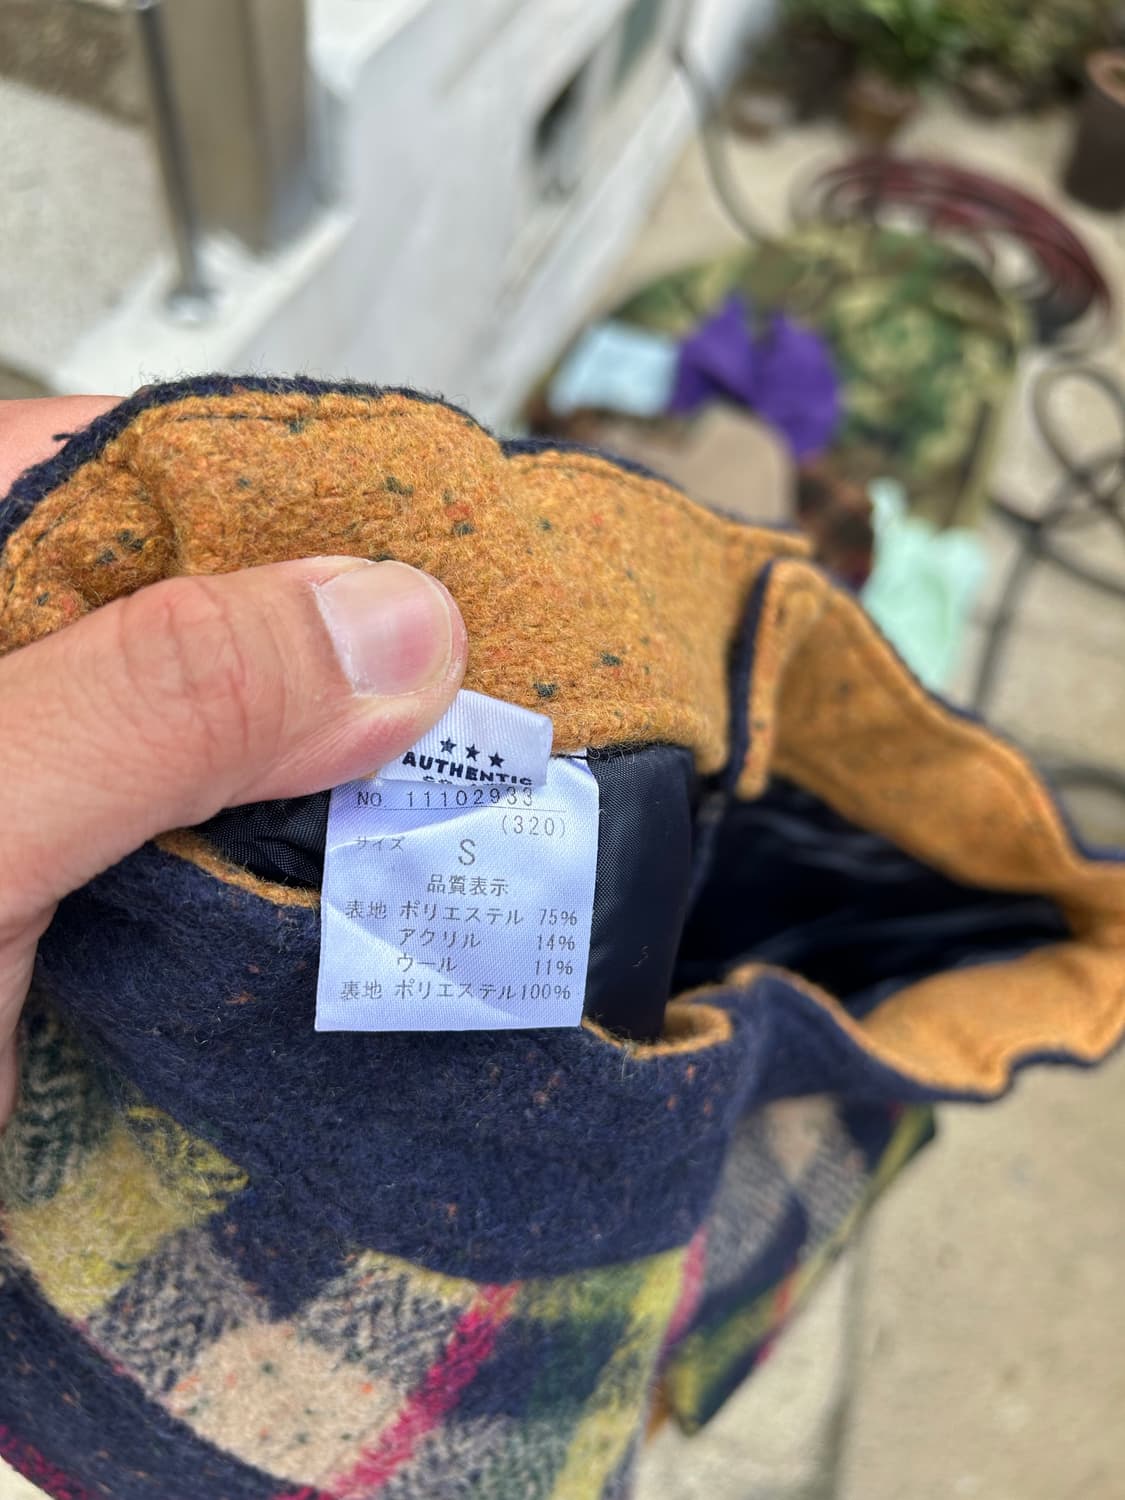 ★★★
AUTHENTIC
NO 11102933
(320)
サイズ S
品質表示
表地 ポリエステル 75%
アクリル 14%
ウール 11%
裏地 ポリエステル100%